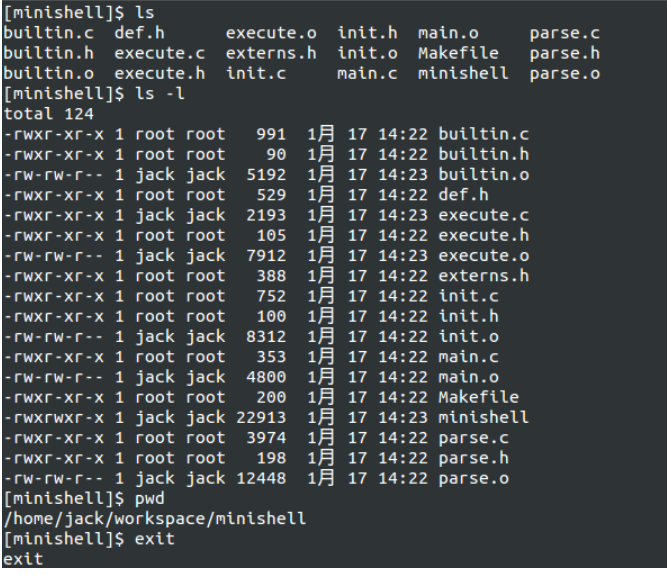 [minishell]$ ls
builtin.c  def.h      execute.o  init.h  main.o     parse.c
builtin.h  execute.c  externs.h  init.o  Makefile   parse.h
builtin.o  execute.h  init.c     main.c  minishell  parse.o
[minishell]$ ls -l
total 124
-rwxr-xr-x 1 root root   991  1月 17 14:22 builtin.c
-rwxr-xr-x 1 root root    90  1月 17 14:22 builtin.h
-rw-rw-r-- 1 jack jack  5192  1月 17 14:23 builtin.o
-rwxr-xr-x 1 root root   529  1月 17 14:22 def.h
-rwxr-xr-x 1 jack jack  2193  1月 17 14:23 execute.c
-rwxr-xr-x 1 root root   105  1月 17 14:22 execute.h
-rw-rw-r-- 1 jack jack  7912  1月 17 14:23 execute.o
-rwxr-xr-x 1 root root   388  1月 17 14:22 externs.h
-rwxr-xr-x 1 root root   752  1月 17 14:22 init.c
-rwxr-xr-x 1 root root   100  1月 17 14:22 init.h
-rw-rw-r-- 1 jack jack  8312  1月 17 14:22 init.o
-rwxr-xr-x 1 root root   353  1月 17 14:22 main.c
-rw-rw-r-- 1 jack jack  4800  1月 17 14:22 main.o
-rwxr-xr-x 1 root root   200  1月 17 14:22 Makefile
-rwxrwxr-x 1 jack jack 22913  1月 17 14:23 minishell
-rwxr-xr-x 1 root root  3974  1月 17 14:22 parse.c
-rwxr-xr-x 1 root root   198  1月 17 14:22 parse.h
-rw-rw-r-- 1 jack jack 12448  1月 17 14:22 parse.o
[minishell]$ pwd
/home/jack/workspace/minishell
[minishell]$ exit
exit